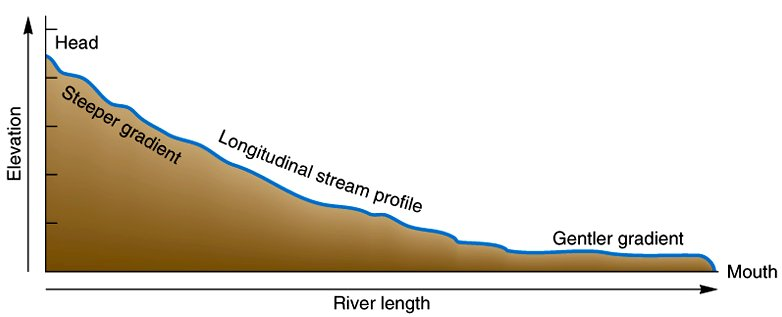 Head
Steeper gradient
Longitudinal stream profile
Elevation
Gentler gradient
Mouth
River length